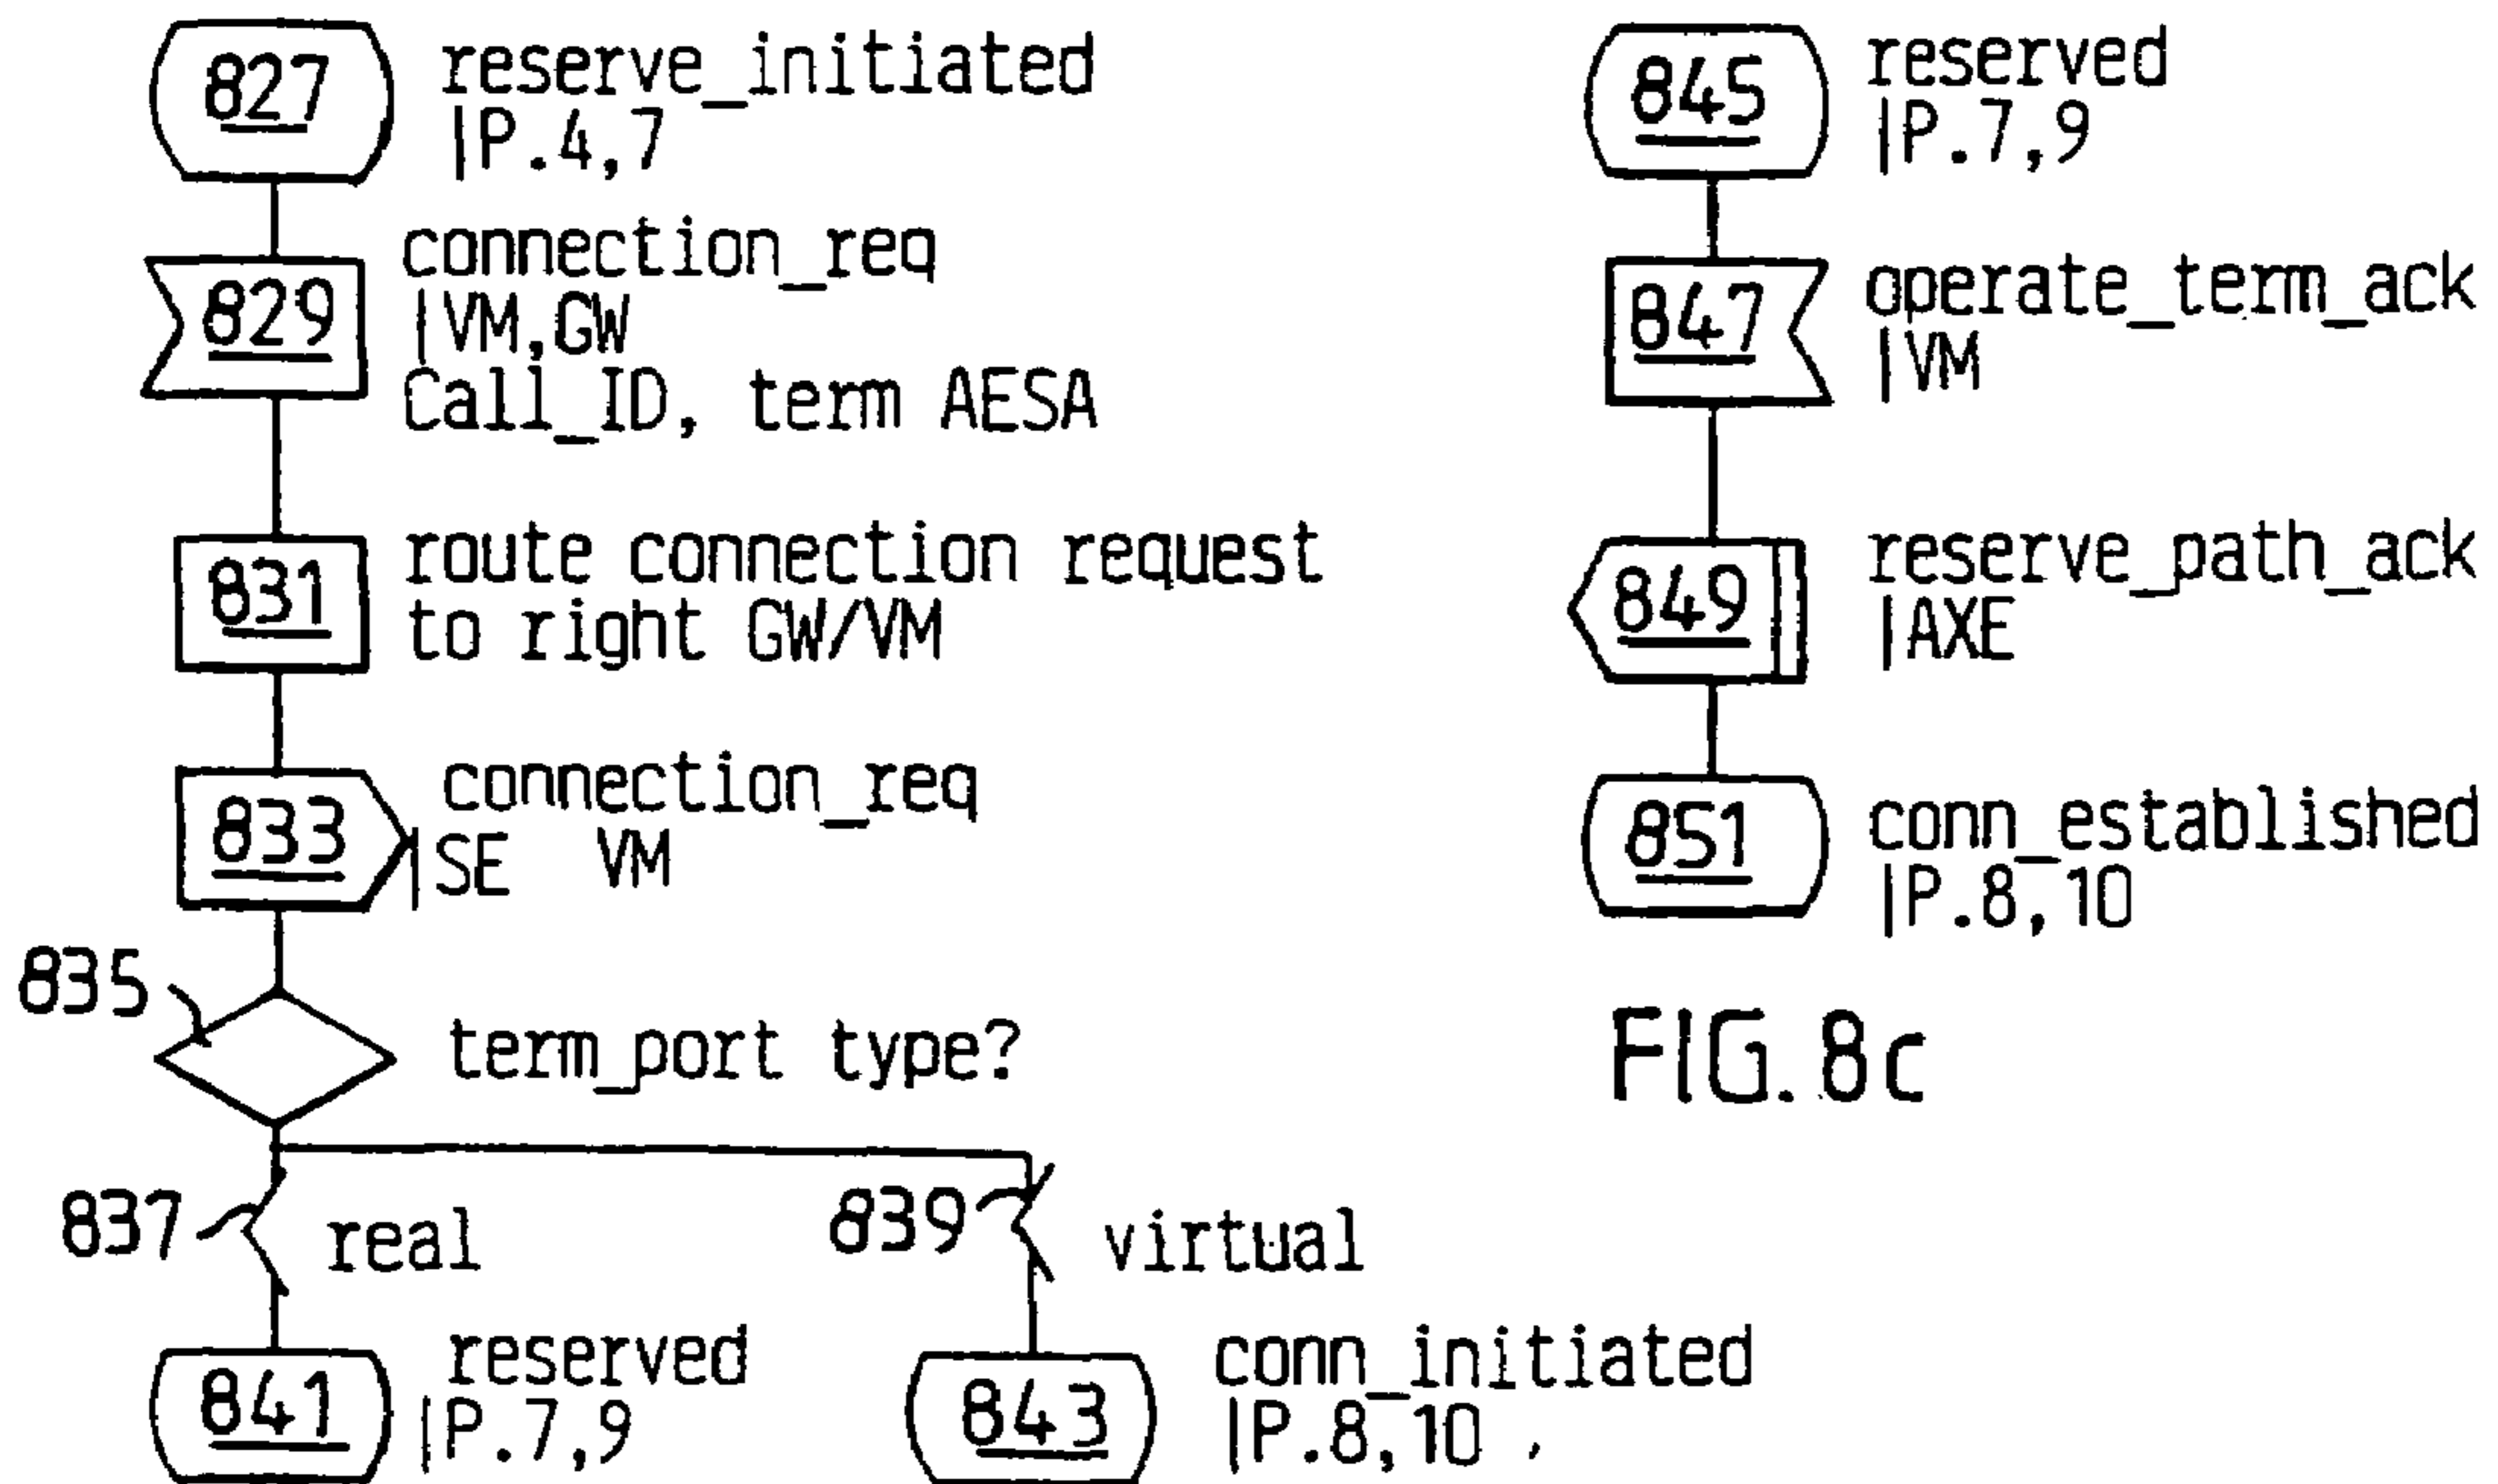 827
reserve_initiated
|P.4,7
829
connection_req
|VM,GW
Call_ID, term AESA
831
route connection request
to right GW/VM
833
connection_req
|SE VM
835
term_port type?
837
real
839
virtual
841
reserved
|P.7,9
843
conn_initiated
|P.8,10
845
reserved
|P.7,9
847
operate_term_ack
|VM
849
reserve_path_ack
|AXE
851
conn_established
|P.8,10
FIG.8c